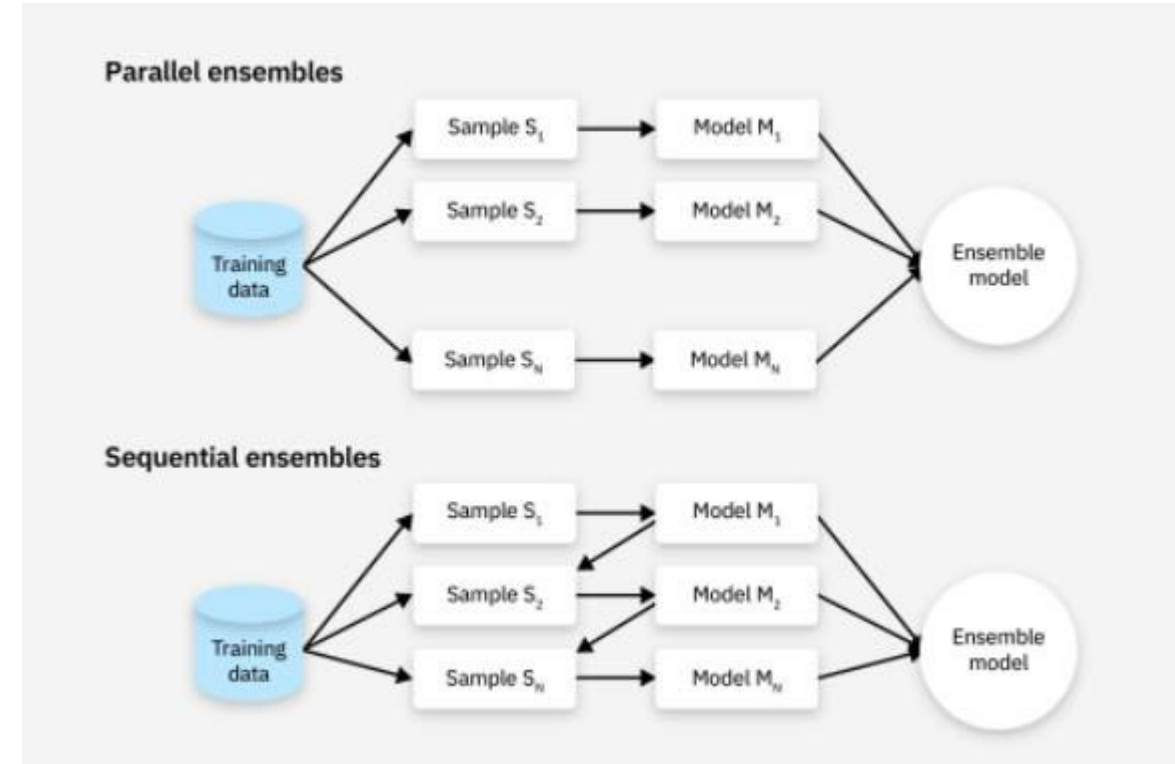 Parallel ensembles
Sample S₁
Model M₁
Sample S₂
Model M₂
Training
data
Ensemble
model
Sample Sₙ
Model Mₙ
Sequential ensembles
Sample S₁
Model M₁
Sample S₂
Model M₂
Training
data
Ensemble
model
Sample Sₙ
Model Mₙ